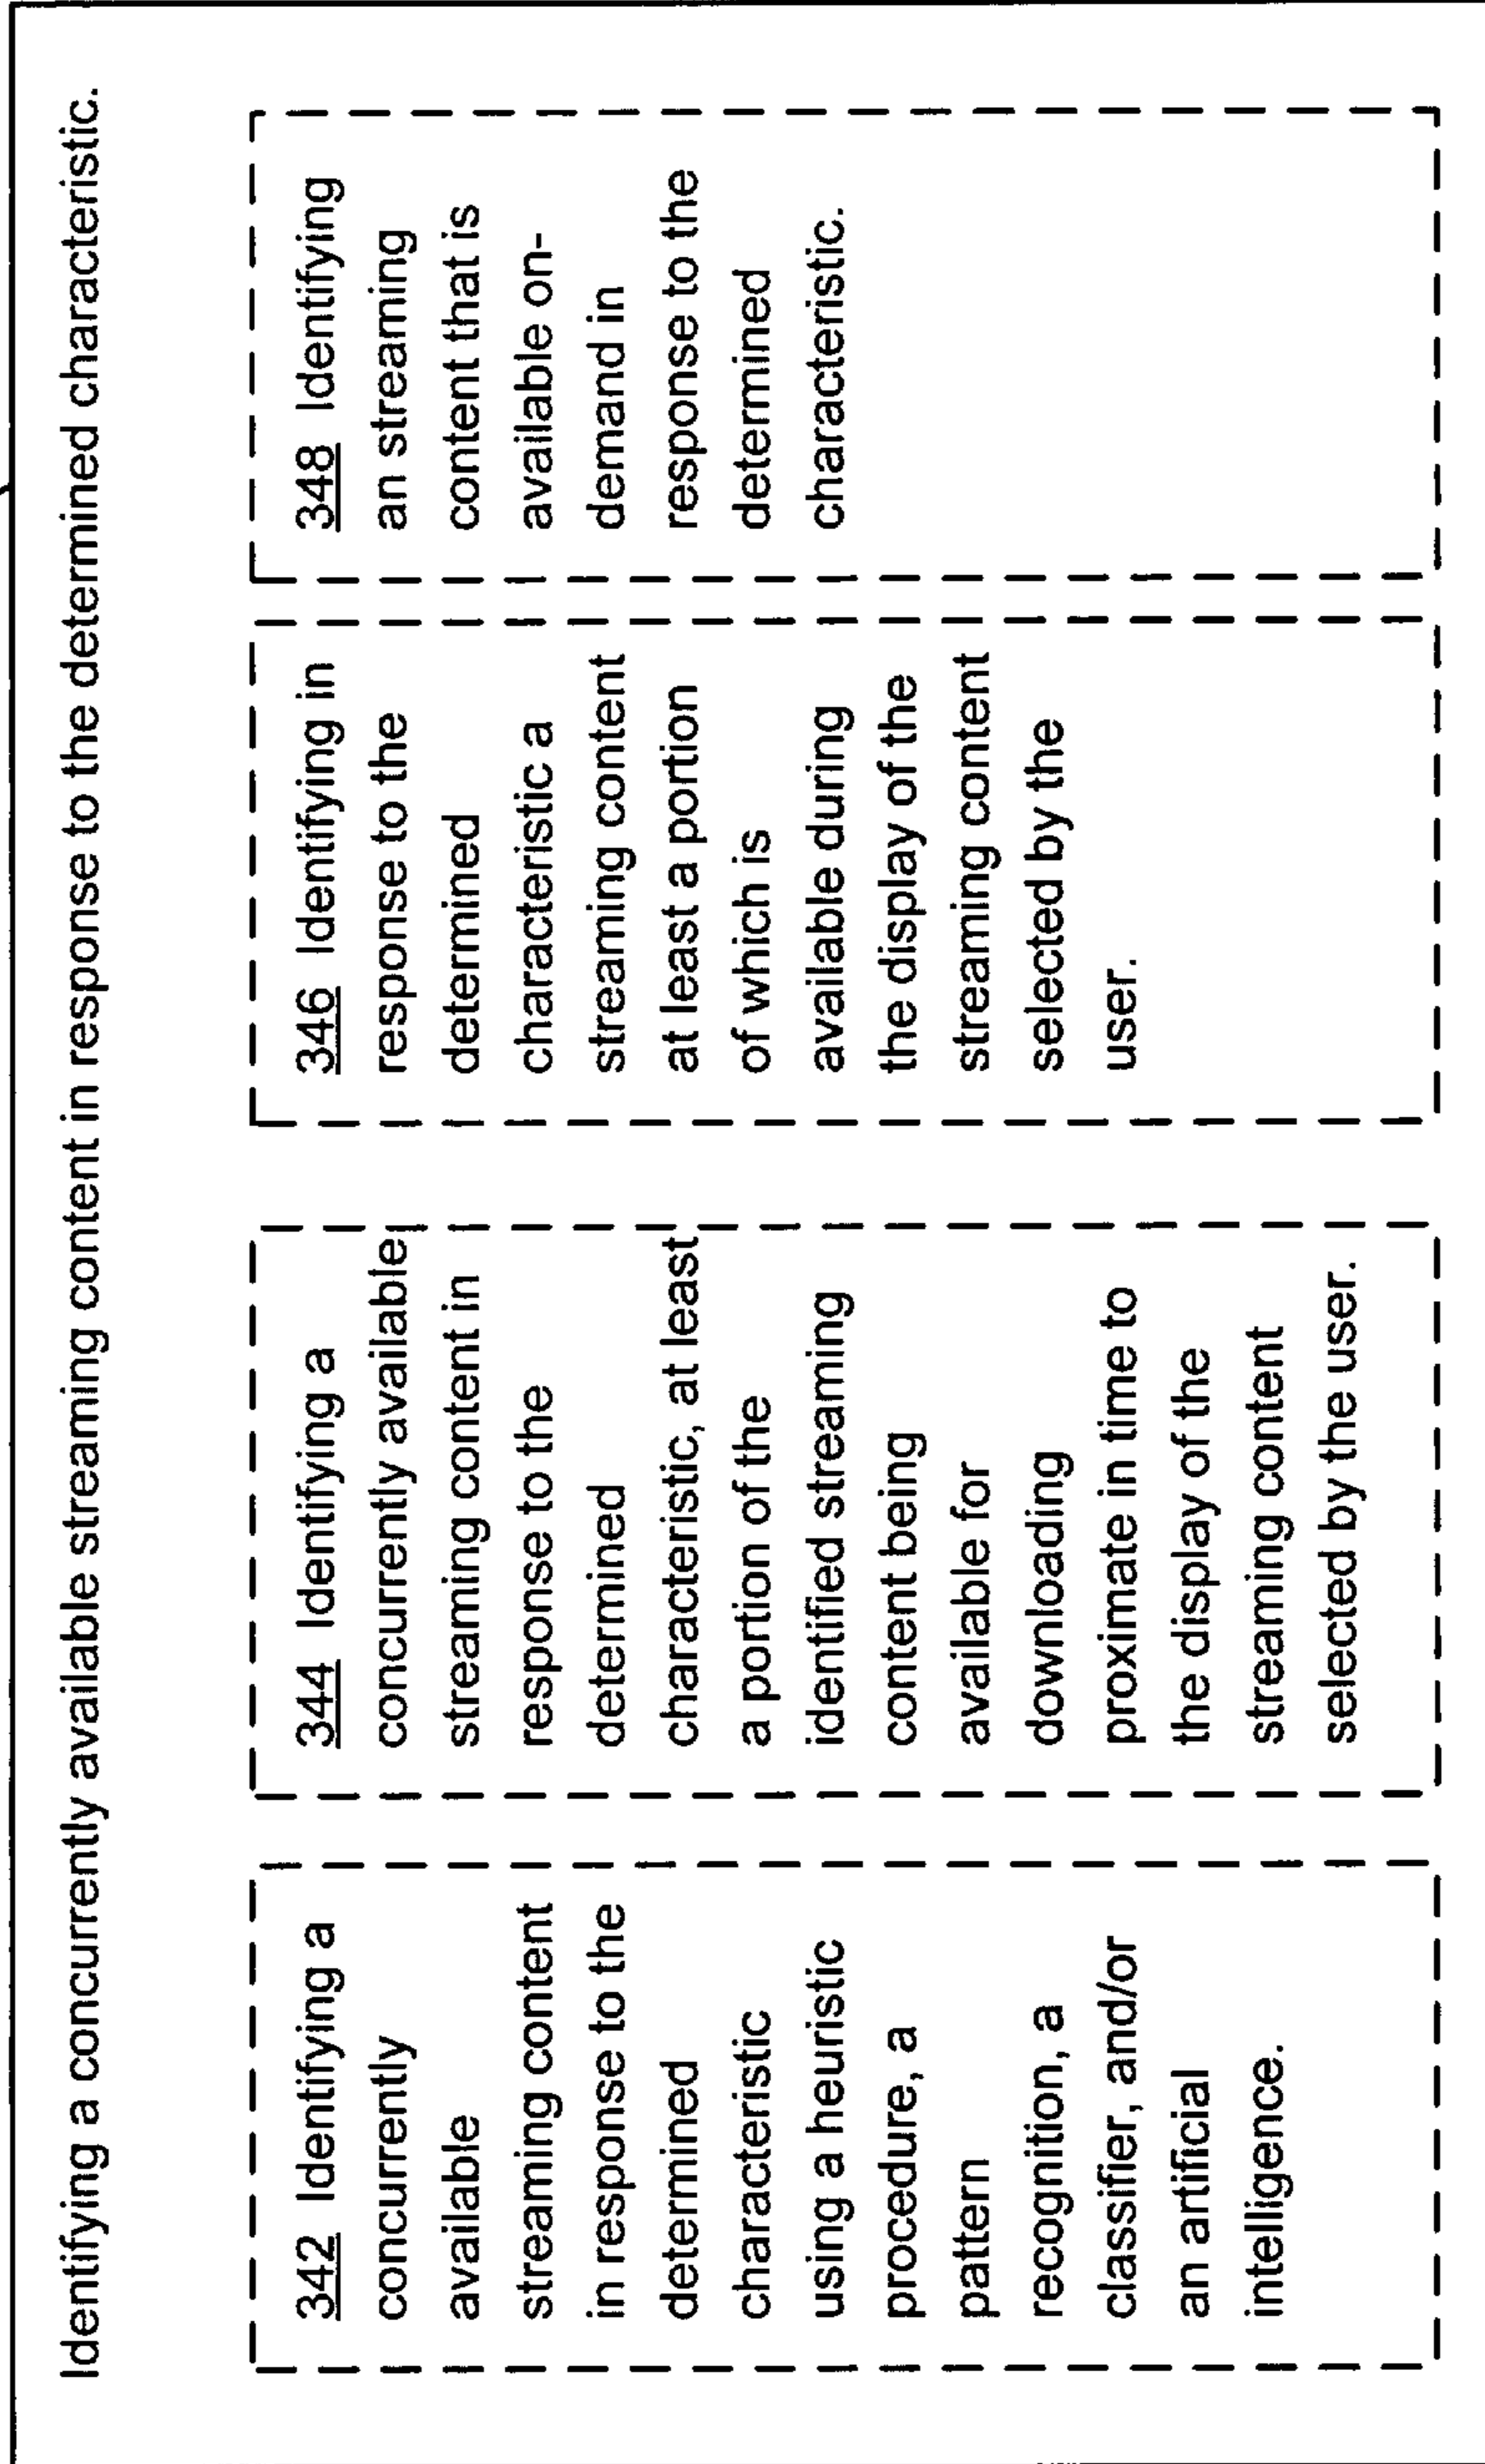 Identifying a concurrently available streaming content in response to the determined characteristic.
342 Identifying a
concurrently
available
streaming content
in response to the
determined
characteristic
using a heuristic
procedure, a
pattern
recognition, a
classifier, and/or
an artificial
intelligence.
344 Identifying a
concurrently available
streaming content in
response to the
determined
characteristic, at least
a portion of the
identified streaming
content being
available for
downloading
proximate in time to
the display of the
streaming content
selected by the user.
346 Identifying in
response to the
determined
characteristic a
streaming content
at least a portion
of which is
available during
the display of the
streaming content
selected by the
user.
348 Identifying
an streaming
content that is
available on-
demand in
response to the
determined
characteristic.